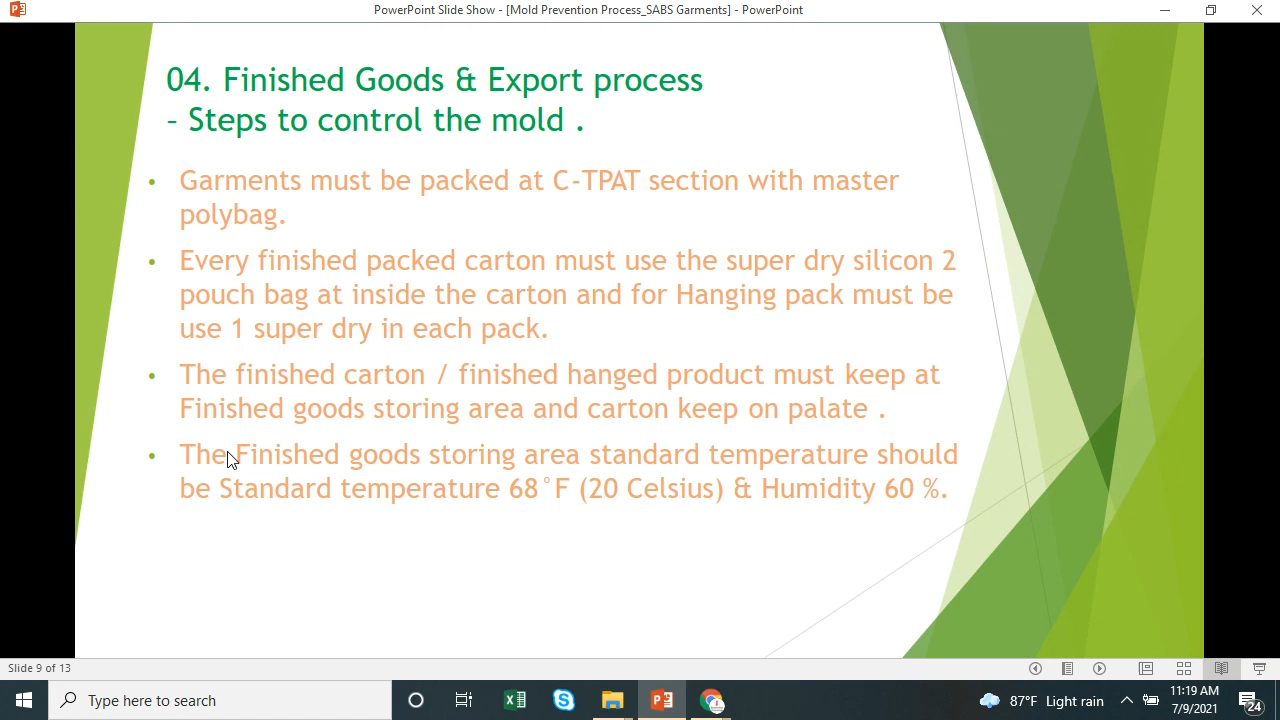 PowerPoint Slide Show - [Mold Prevention Process_SABS Garments] - PowerPoint
04. Finished Goods & Export process
– Steps to control the mold .
• Garments must be packed at C-TPAT section with master
polybag.
• Every finished packed carton must use the super dry silicon 2
pouch bag at inside the carton and for Hanging pack must be
use 1 super dry in each pack.
• The finished carton / finished hanged product must keep at
Finished goods storing area and carton keep on palate .
• The Finished goods storing area standard temperature should
be Standard temperature 68°F (20 Celsius) & Humidity 60 %.
Slide 9 of 13
Type here to search
87°F Light rain
11:19 AM
7/9/2021
24